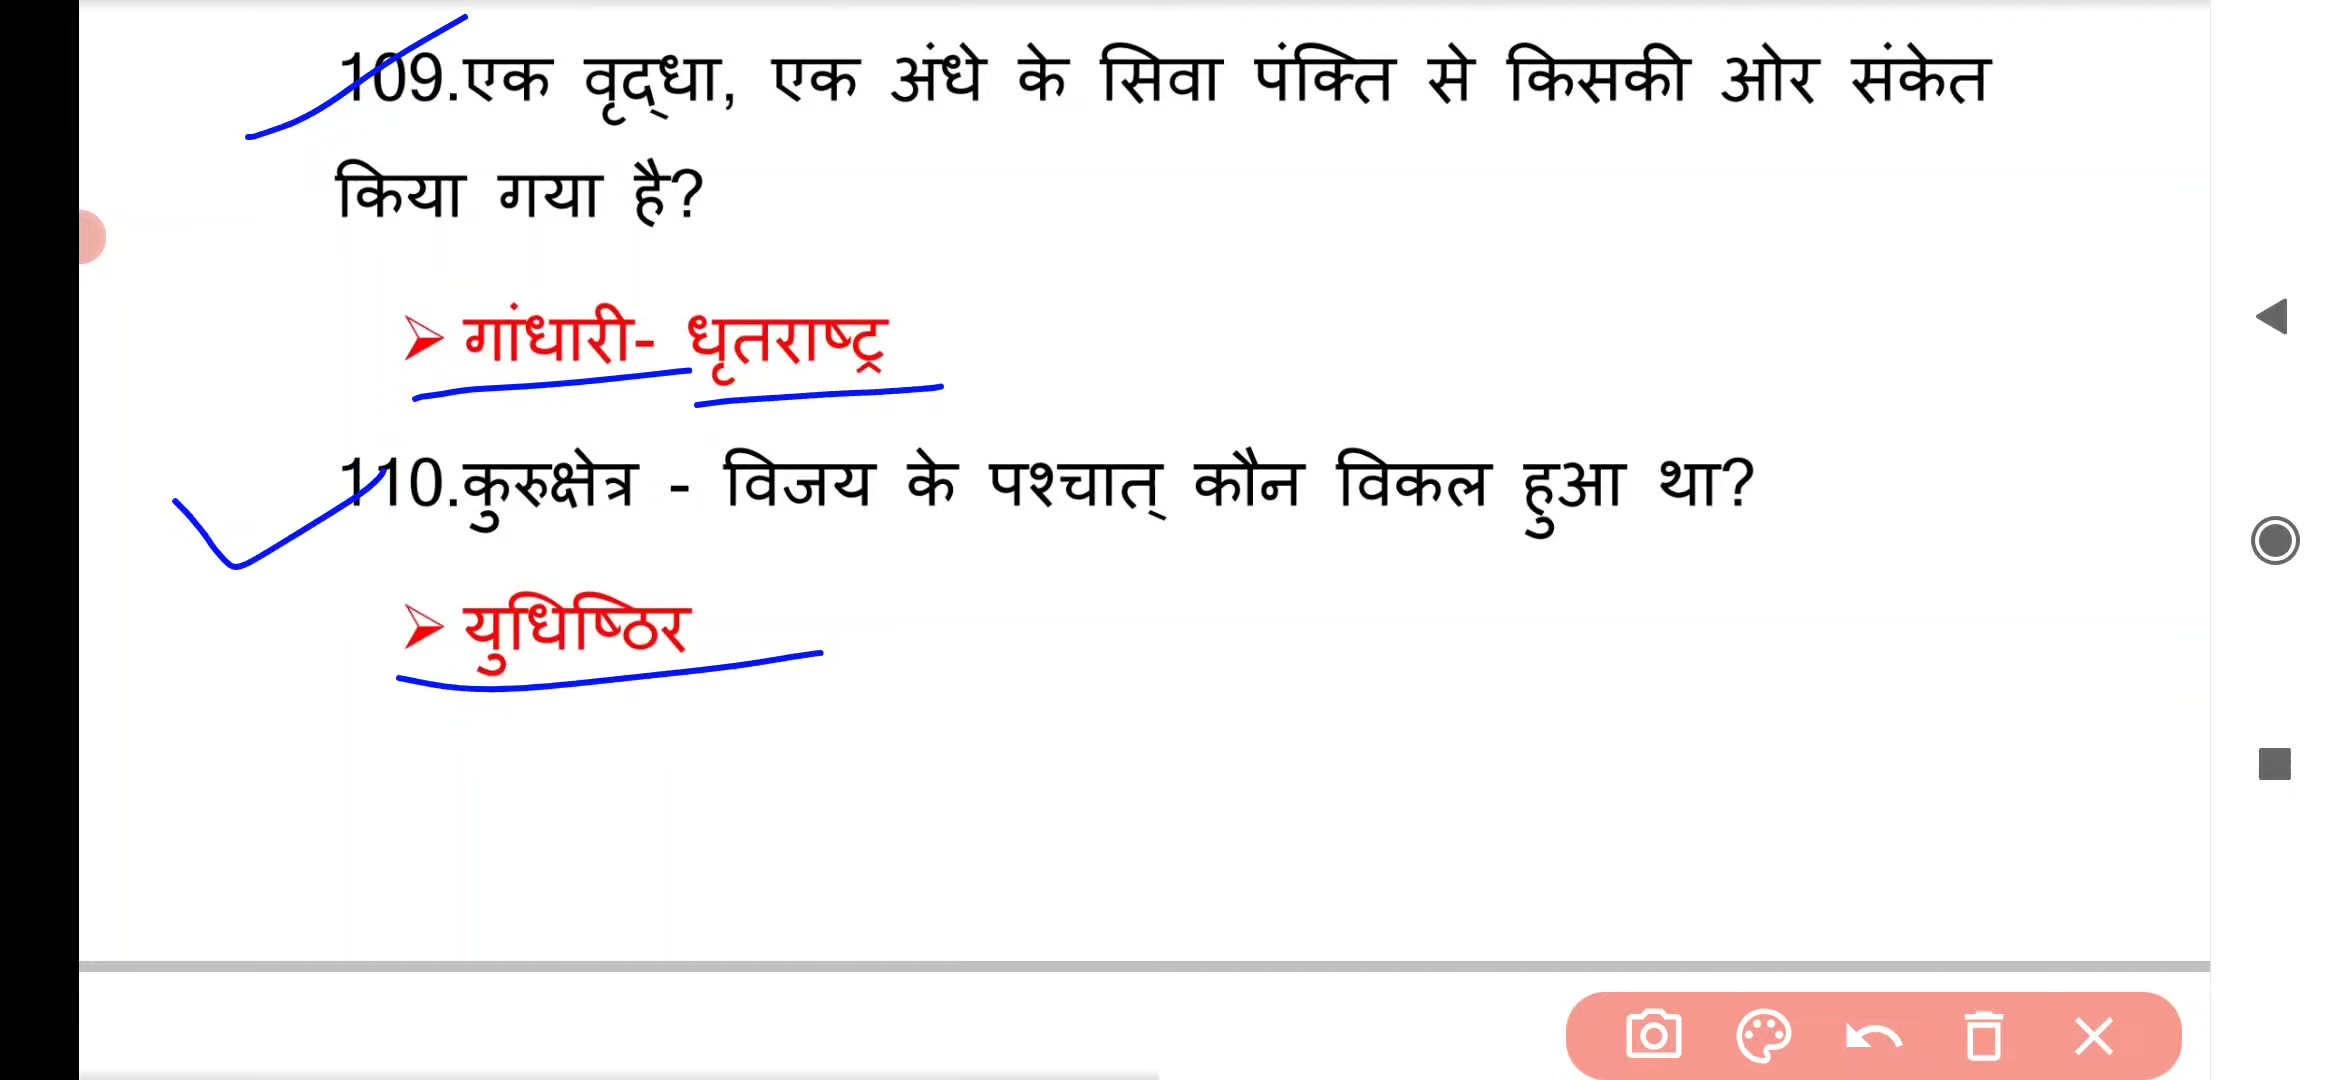 109.एक वृद्‌धा, एक अंधे के सिवा पंक्ति से किसकी ओर संकेत
किया गया है?
➢ गांधारी- धृतराष्ट्र
110.कुरुक्षेत्र - विजय के पश्चात् कौन विकल हुआ था?
➢ युधिष्ठिर